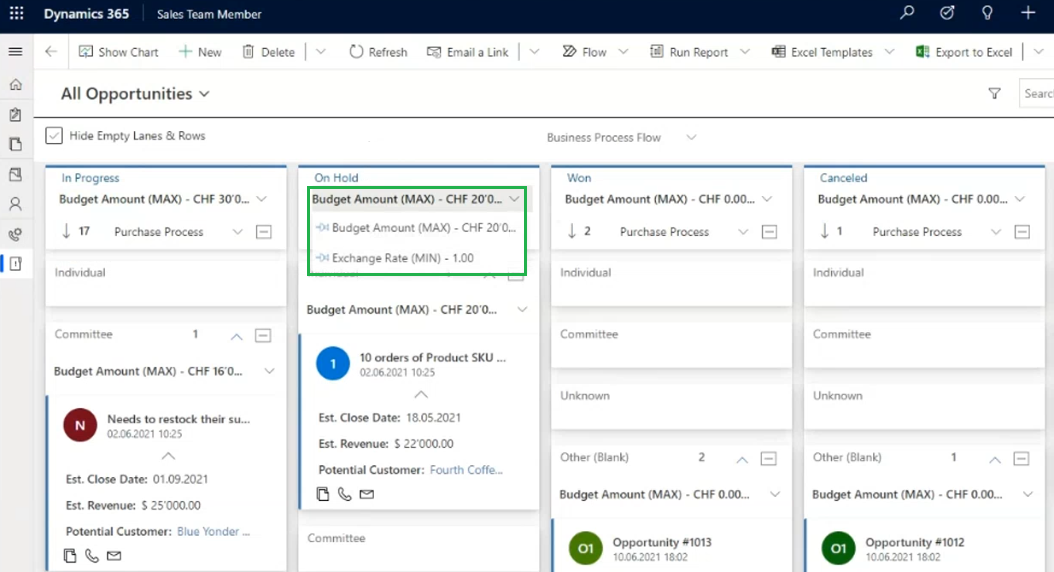 Dynamics 365 Sales Team Member
Show Chart New Delete Refresh Email a Link Flow Run Report Excel Templates Export to Excel
All Opportunities
Searc
Hide Empty Lanes & Rows
Business Process Flow
In Progress
Budget Amount (MAX) - CHF 30'0...
17 Purchase Process
Individual
Committee 1
Budget Amount (MAX) - CHF 16'0...
N
Needs to restock their su...
02.06.2021 10:25
Est. Close Date: 01.09.2021
Est. Revenue: $ 25'000.00
Potential Customer: Blue Yonder ...
On Hold
Budget Amount (MAX) - CHF 20'0...
Budget Amount (MAX) - CHF 20'0...
Exchange Rate (MIN) - 1.00
Budget Amount (MAX) - CHF 20'0...
1
10 orders of Product SKU ...
02.06.2021 10:25
Est. Close Date: 18.05.2021
Est. Revenue: $ 22'000.00
Potential Customer: Fourth Coffe...
Committee
Won
Budget Amount (MAX) - CHF 0.00...
2 Purchase Process
Individual
Committee
Unknown
Other (Blank) 2
Budget Amount (MAX) - CHF 0.00...
O1
Opportunity #1013
10.06.2021 18:02
Canceled
Budget Amount (MAX) - CHF 0.00...
1 Purchase Process
Individual
Committee
Unknown
Other (Blank) 1
Budget Amount (MAX) - CHF 0.00...
O1
Opportunity #1012
10.06.2021 18:02